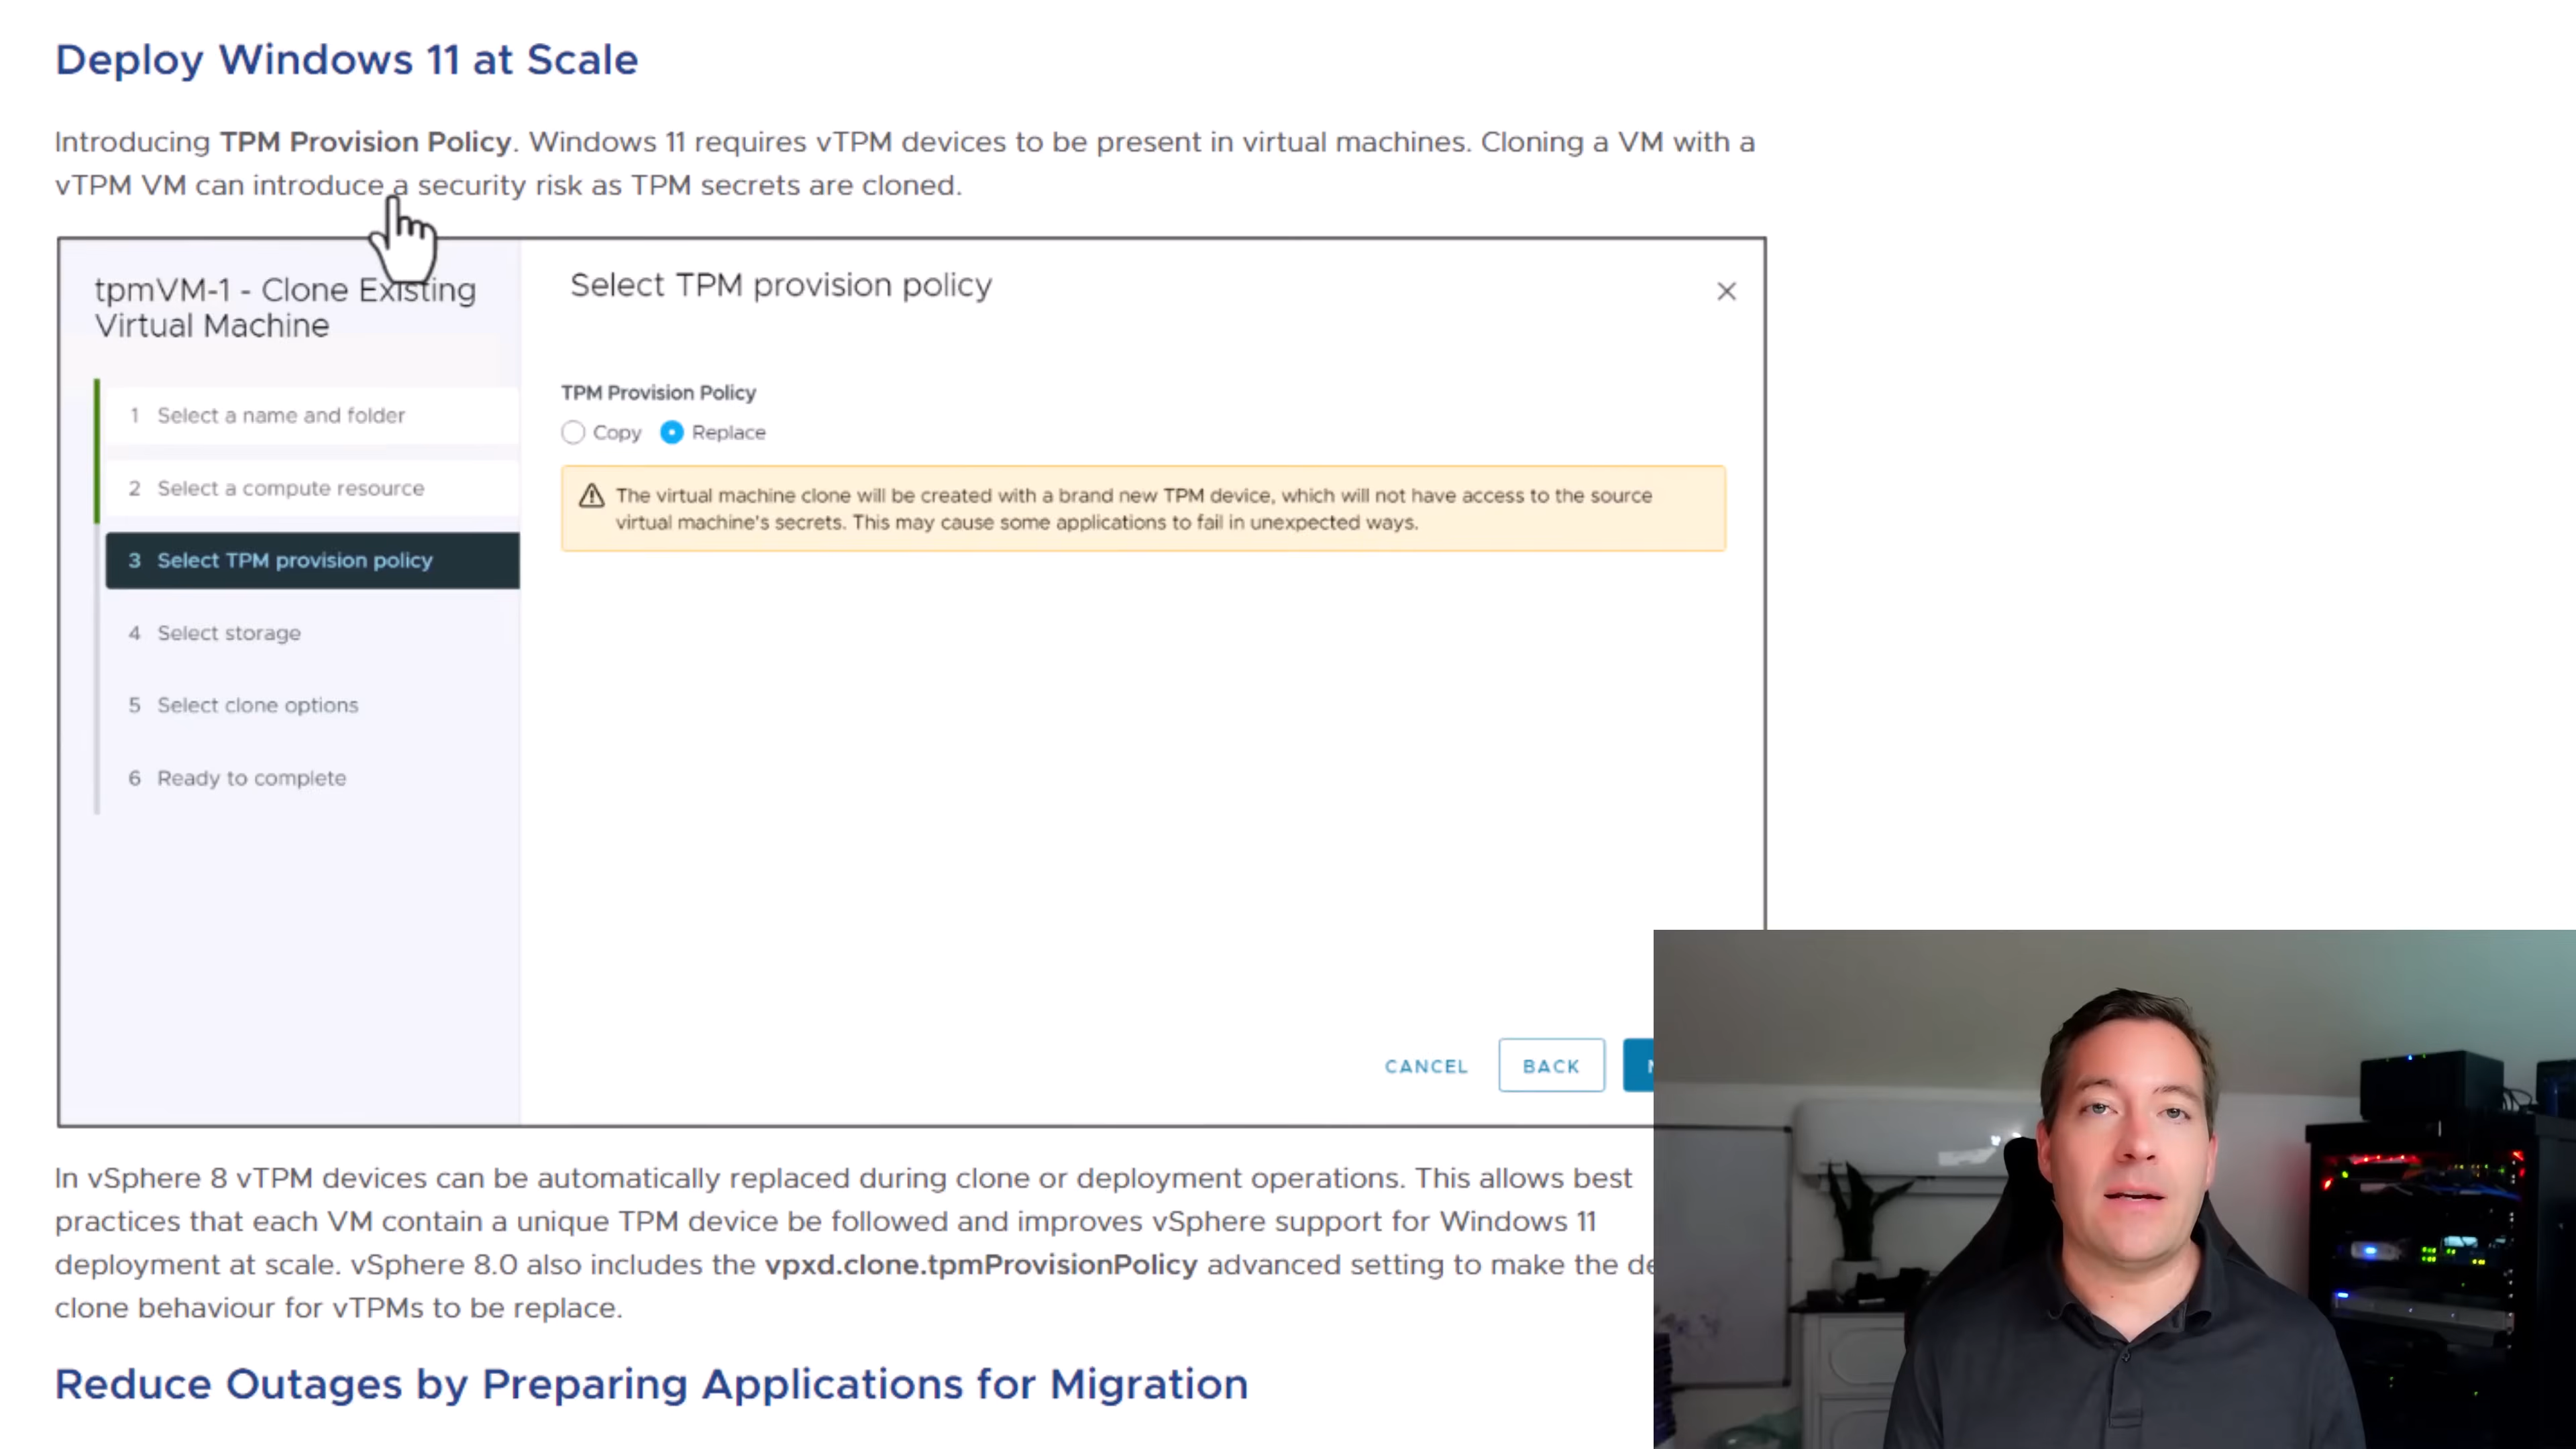 Deploy Windows 11 at Scale
Introducing TPM Provision Policy. Windows 11 requires vTPM devices to be present in virtual machines. Cloning a VM with a
vTPM VM can introduce a security risk as TPM secrets are cloned.
tpmVM-1 - Clone Existing
Virtual Machine
1 Select a name and folder
2 Select a compute resource
3 Select TPM provision policy
4 Select storage
5 Select clone options
6 Ready to complete
Select TPM provision policy
TPM Provision Policy
Copy Replace
The virtual machine clone will be created with a brand new TPM device, which will not have access to the source
virtual machine's secrets. This may cause some applications to fail in unexpected ways.
CANCEL BACK
In vSphere 8 vTPM devices can be automatically replaced during clone or deployment operations. This allows best
practices that each VM contain a unique TPM device be followed and improves vSphere support for Windows 11
deployment at scale. vSphere 8.0 also includes the vpxd.clone.tpmProvisionPolicy advanced setting to make the
clone behaviour for vTPMs to be replace.
Reduce Outages by Preparing Applications for Migration